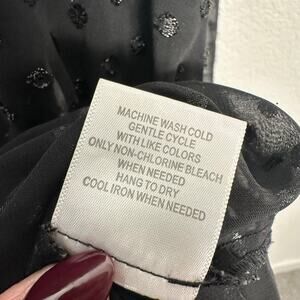 MACHINE WASH COLD
GENTLE CYCLE
WITH LIKE COLORS
ONLY NON-CHLORINE BLEACH
WHEN NEEDED
HANG TO DRY
COOL IRON WHEN NEEDED